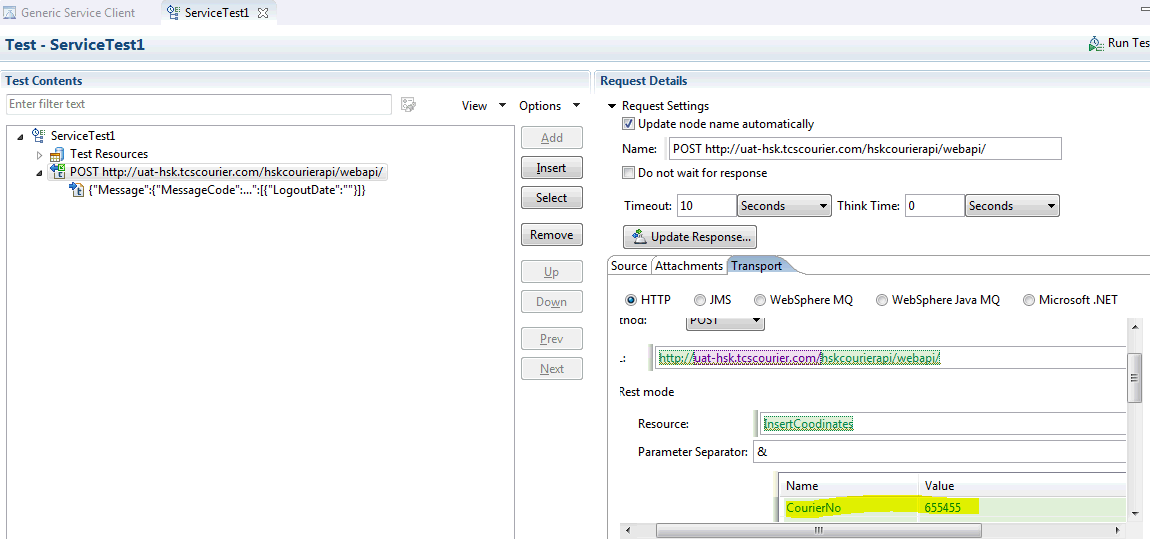 Generic Service Client
ServiceTest1
Test - ServiceTest1
Run Tes
Test Contents
Enter filter text
View
Options
ServiceTest1
Test Resources
POST http://uat-hsk.tcscourier.com/hskcourierapi/webapi/
{"Message":{"MessageCode":...":[{"LogoutDate":""}]}
Add
Insert
Select
Remove
Up
Down
Prev
Next
Request Details
Request Settings
Update node name automatically
Name: POST http://uat-hsk.tcscourier.com/hskcourierapi/webapi/
Do not wait for response
Timeout: 10 Seconds Think Time: 0 Seconds
Update Response...
Source Attachments Transport
HTTP JMS WebSphere MQ WebSphere Java MQ Microsoft .NET
thod: POST
L: http://uat-hsk.tcscourier.com/hskcourierapi/webapi/
Rest mode
Resource: InsertCoodinates
Parameter Separator: &
Name Value
CourierNo 655455